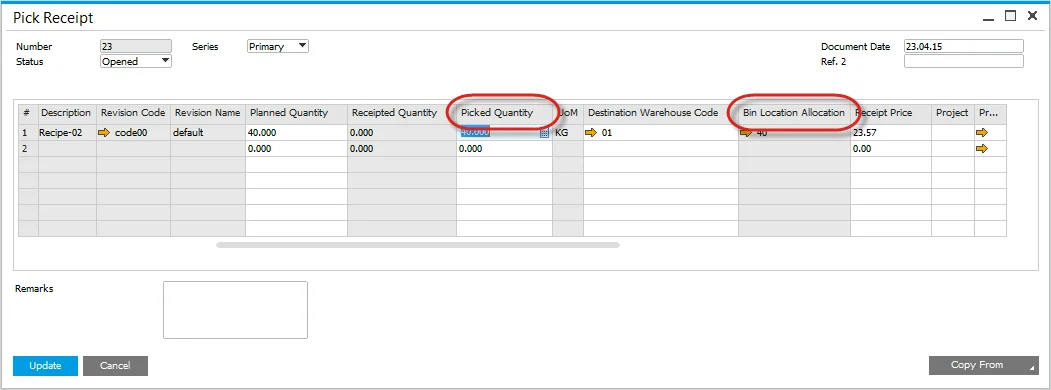 Pick Receipt
Number 23 Series Primary Document Date 23.04.15
Status Opened Ref. 2
# Description Revision Code Revision Name Planned Quantity Receipted Quantity Picked Quantity UoM Destination Warehouse Code Bin Location Allocation Receipt Price Project Pr...
1 Recipe-02 code00 default 40.000 0.000 40.000 KG 01 40 23.57
2 0.000 0.000 0.000 0.00
Remarks
Update Cancel Copy From